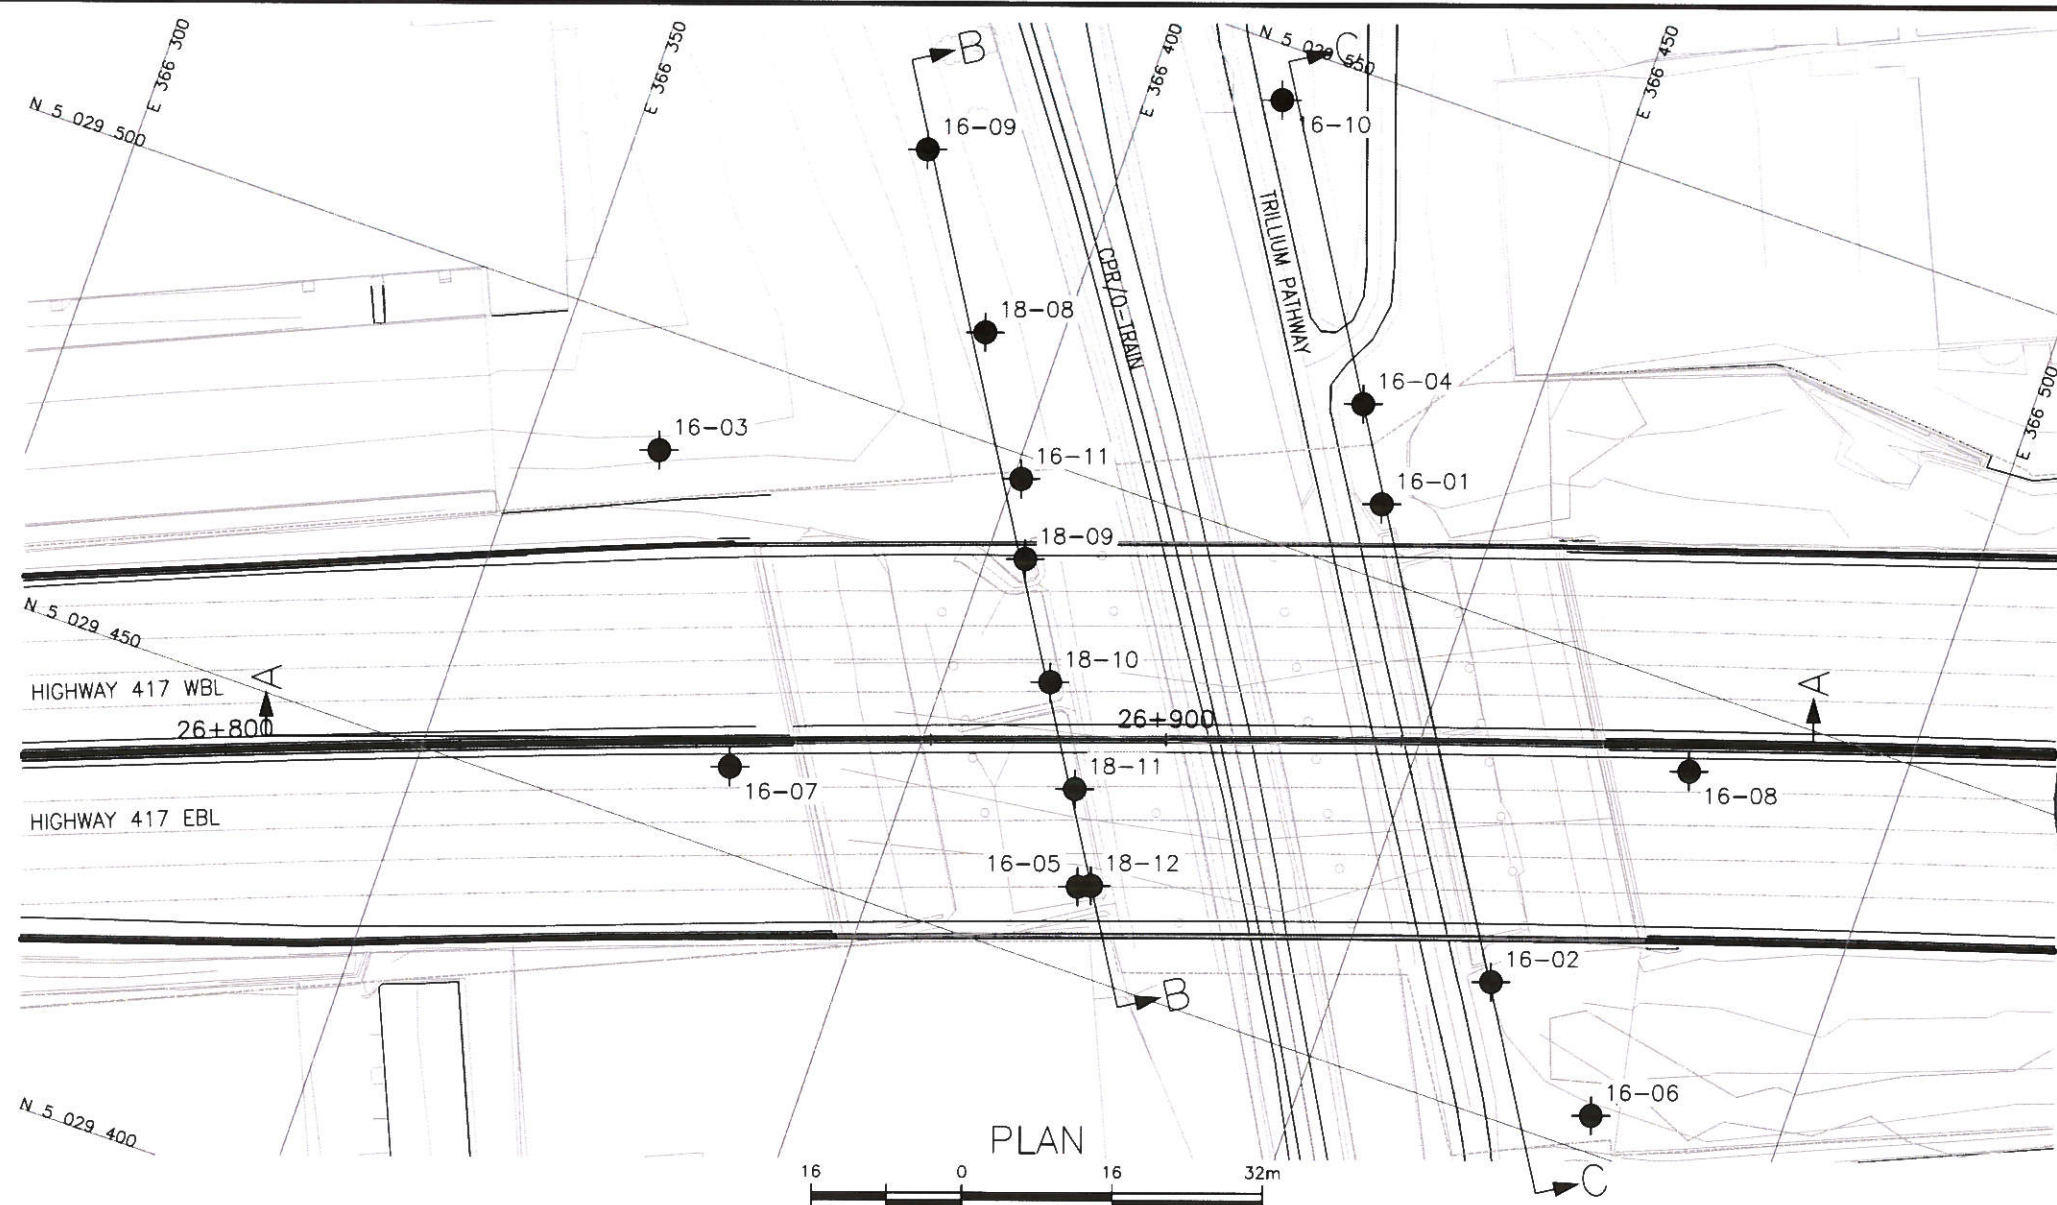 E 366 300
E 366 350
E 366 400
E 366 450
E 366 500
N 5 029 500
N 5 029 550
N 5 029 450
N 5 029 400
B
C
16-09
16-10
18-08
16-03
16-11
16-04
16-01
18-09
18-10
18-11
16-05
18-12
16-07
16-08
16-02
16-06
CPR/O-TRAIN
TRILLIUM PATHWAY
HIGHWAY 417 WBL
A
A
26+800
26+900
HIGHWAY 417 EBL
B
C
PLAN
16 0 16 32m